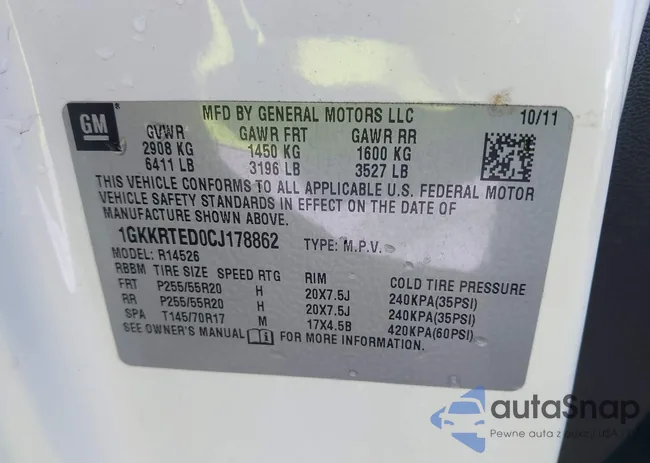 GM
MFD BY GENERAL MOTORS LLC 10/11
GVWR GAWR FRT GAWR RR
2908 KG 1450 KG 1600 KG
6411 LB 3196 LB 3527 LB
THIS VEHICLE CONFORMS TO ALL APPLICABLE U.S. FEDERAL MOTOR
VEHICLE SAFETY STANDARDS IN EFFECT ON THE DATE OF
MANUFACTURE SHOWN ABOVE.
1GKKRTED0CJ178862 TYPE: M.P.V.
MODEL: R14526
RBBM TIRE SIZE SPEED RTG RIM COLD TIRE PRESSURE
FRT P255/55R20 H 20X7.5J 240KPA(35PSI)
RR P255/55R20 H 20X7.5J 240KPA(35PSI)
SPA T145/70R17 M 17X4.5B 420KPA(60PSI)
SEE OWNER'S MANUAL FOR MORE INFORMATION.
autoSnap
Pewne auta z aukcji USA